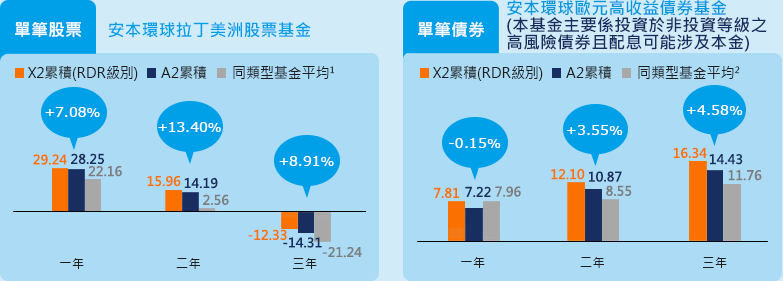 單筆股票
安本環球拉丁美洲股票基金
X2累積(RDR級別) A2累積 同類型基金平均¹
+7.08%
+13.40%
+8.91%
29.24 28.25
22.16
15.96 14.19
2.56
-12.33
-14.31
-21.24
一年 二年 三年
單筆債券
安本環球歐元高收益債券基金
(本基金主要係投資於非投資等級之
高風險債券且配息可能涉及本金)
X2累積(RDR級別) A2累積 同類型基金平均²
-0.15%
+3.55%
+4.58%
7.81 7.22 7.96
12.10 10.87
8.55
16.34
14.43
11.76
一年 二年 三年